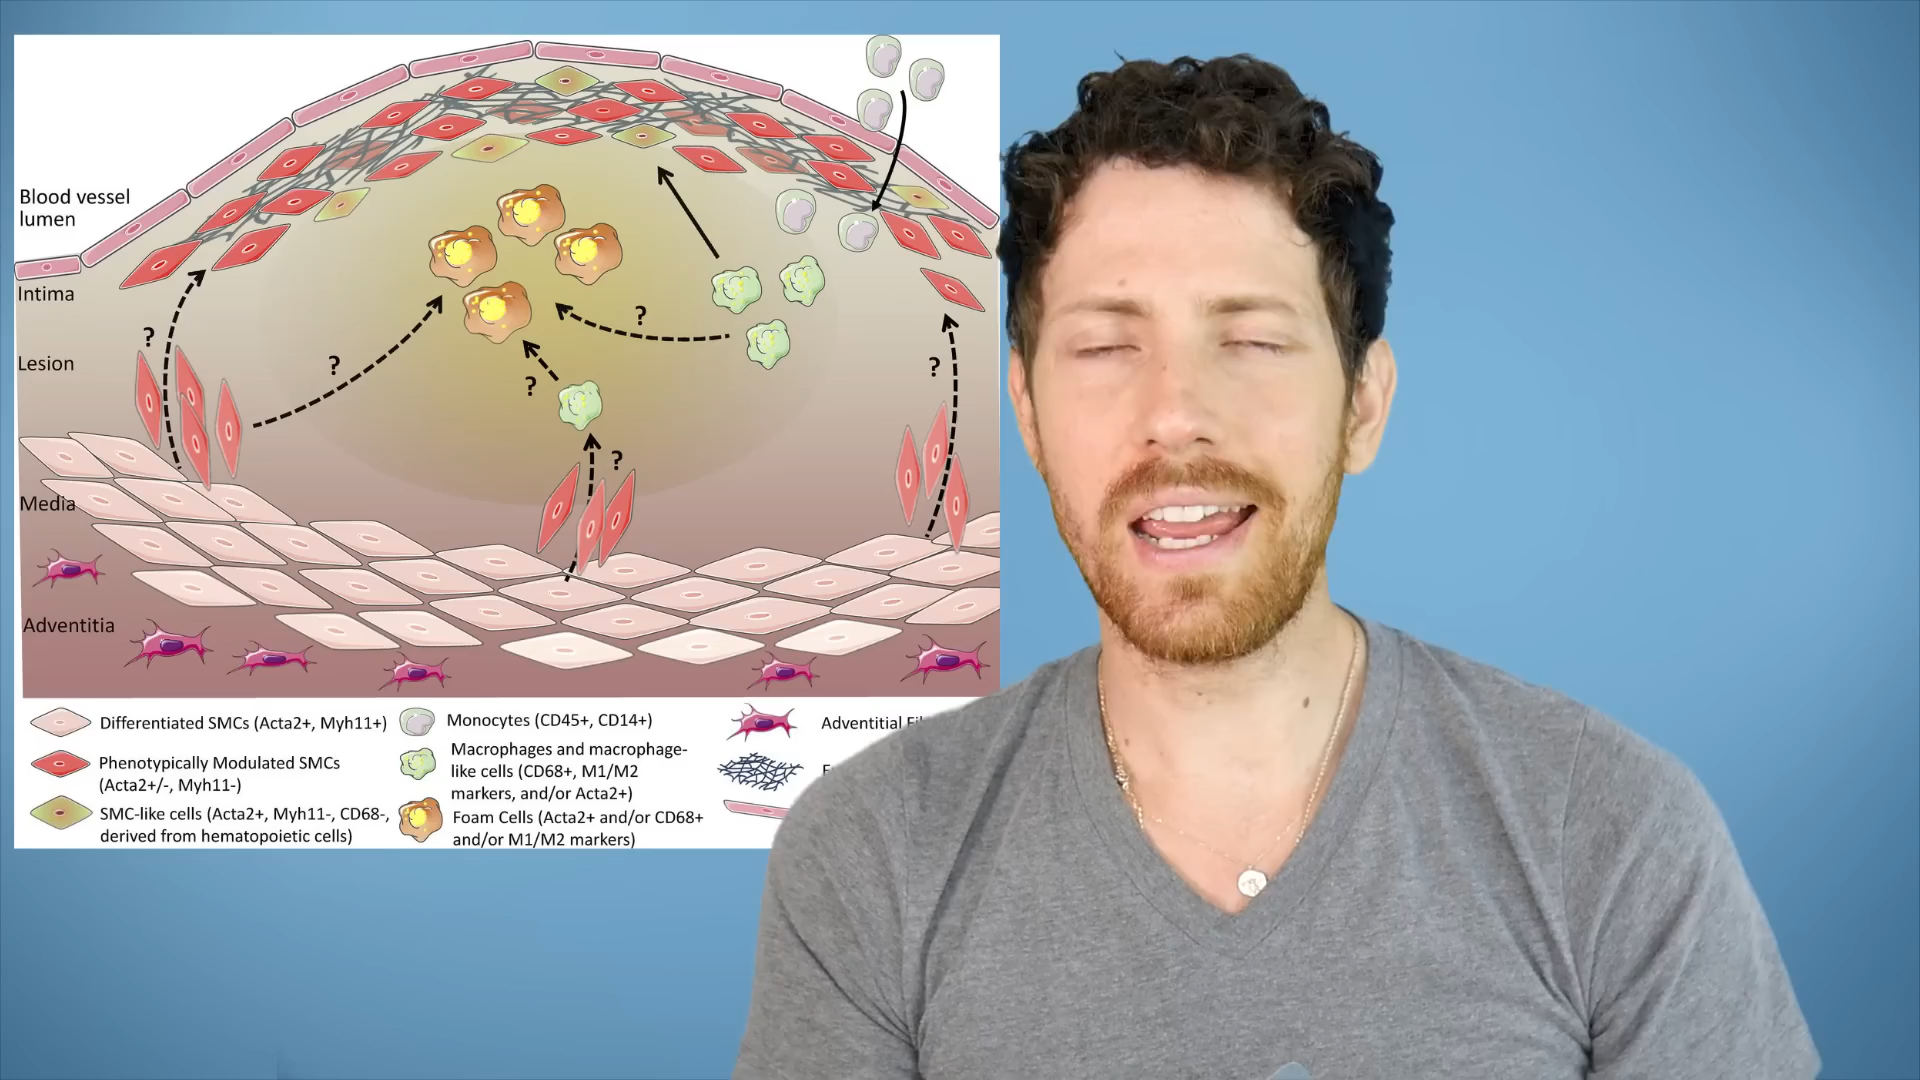 Blood vessel
lumen
Intima
?
?
?
?
?
?
Lesion
Media
Adventitia
Differentiated SMCs (Acta2+, Myh11+)
Phenotypically Modulated SMCs
(Acta2+/-, Myh11-)
SMC-like cells (Acta2+, Myh11-, CD68-,
derived from hematopoietic cells)
Monocytes (CD45+, CD14+)
Macrophages and macrophage-
like cells (CD68+, M1/M2
markers, and/or Acta2+)
Foam Cells (Acta2+ and/or CD68+
and/or M1/M2 markers)
Adventitial